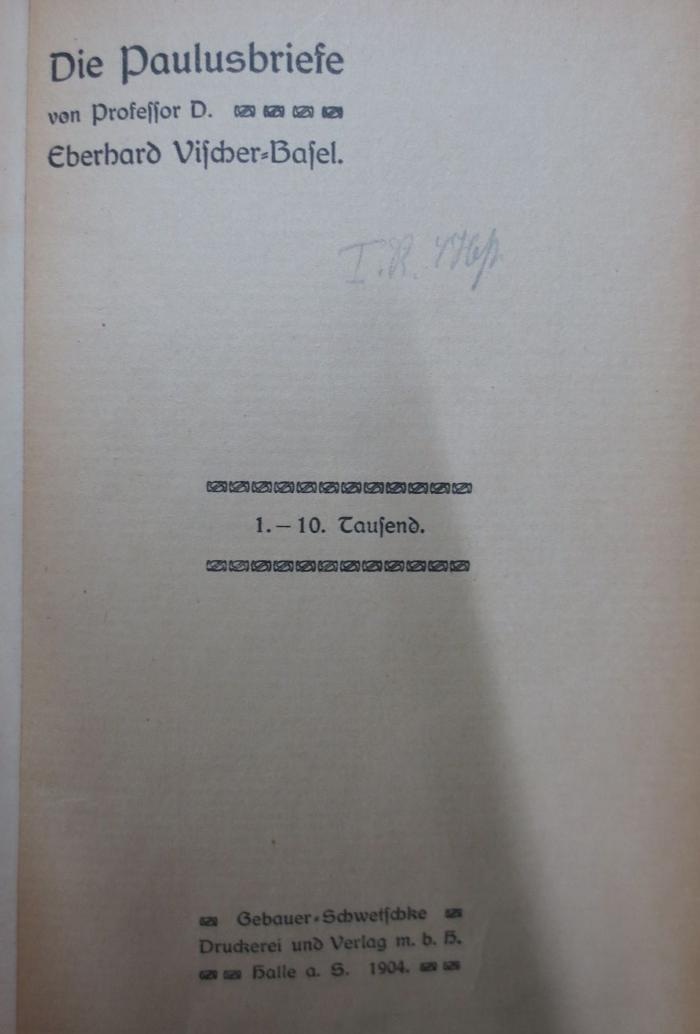 Die Paulusbriefe
von Professor D.
Eberhard Vischer-Basel.
I. R.
1.–10. Tausend.
Gebauer-Schwetschke
Druckerei und Verlag m. b. H.
Halle a. S. 1904.